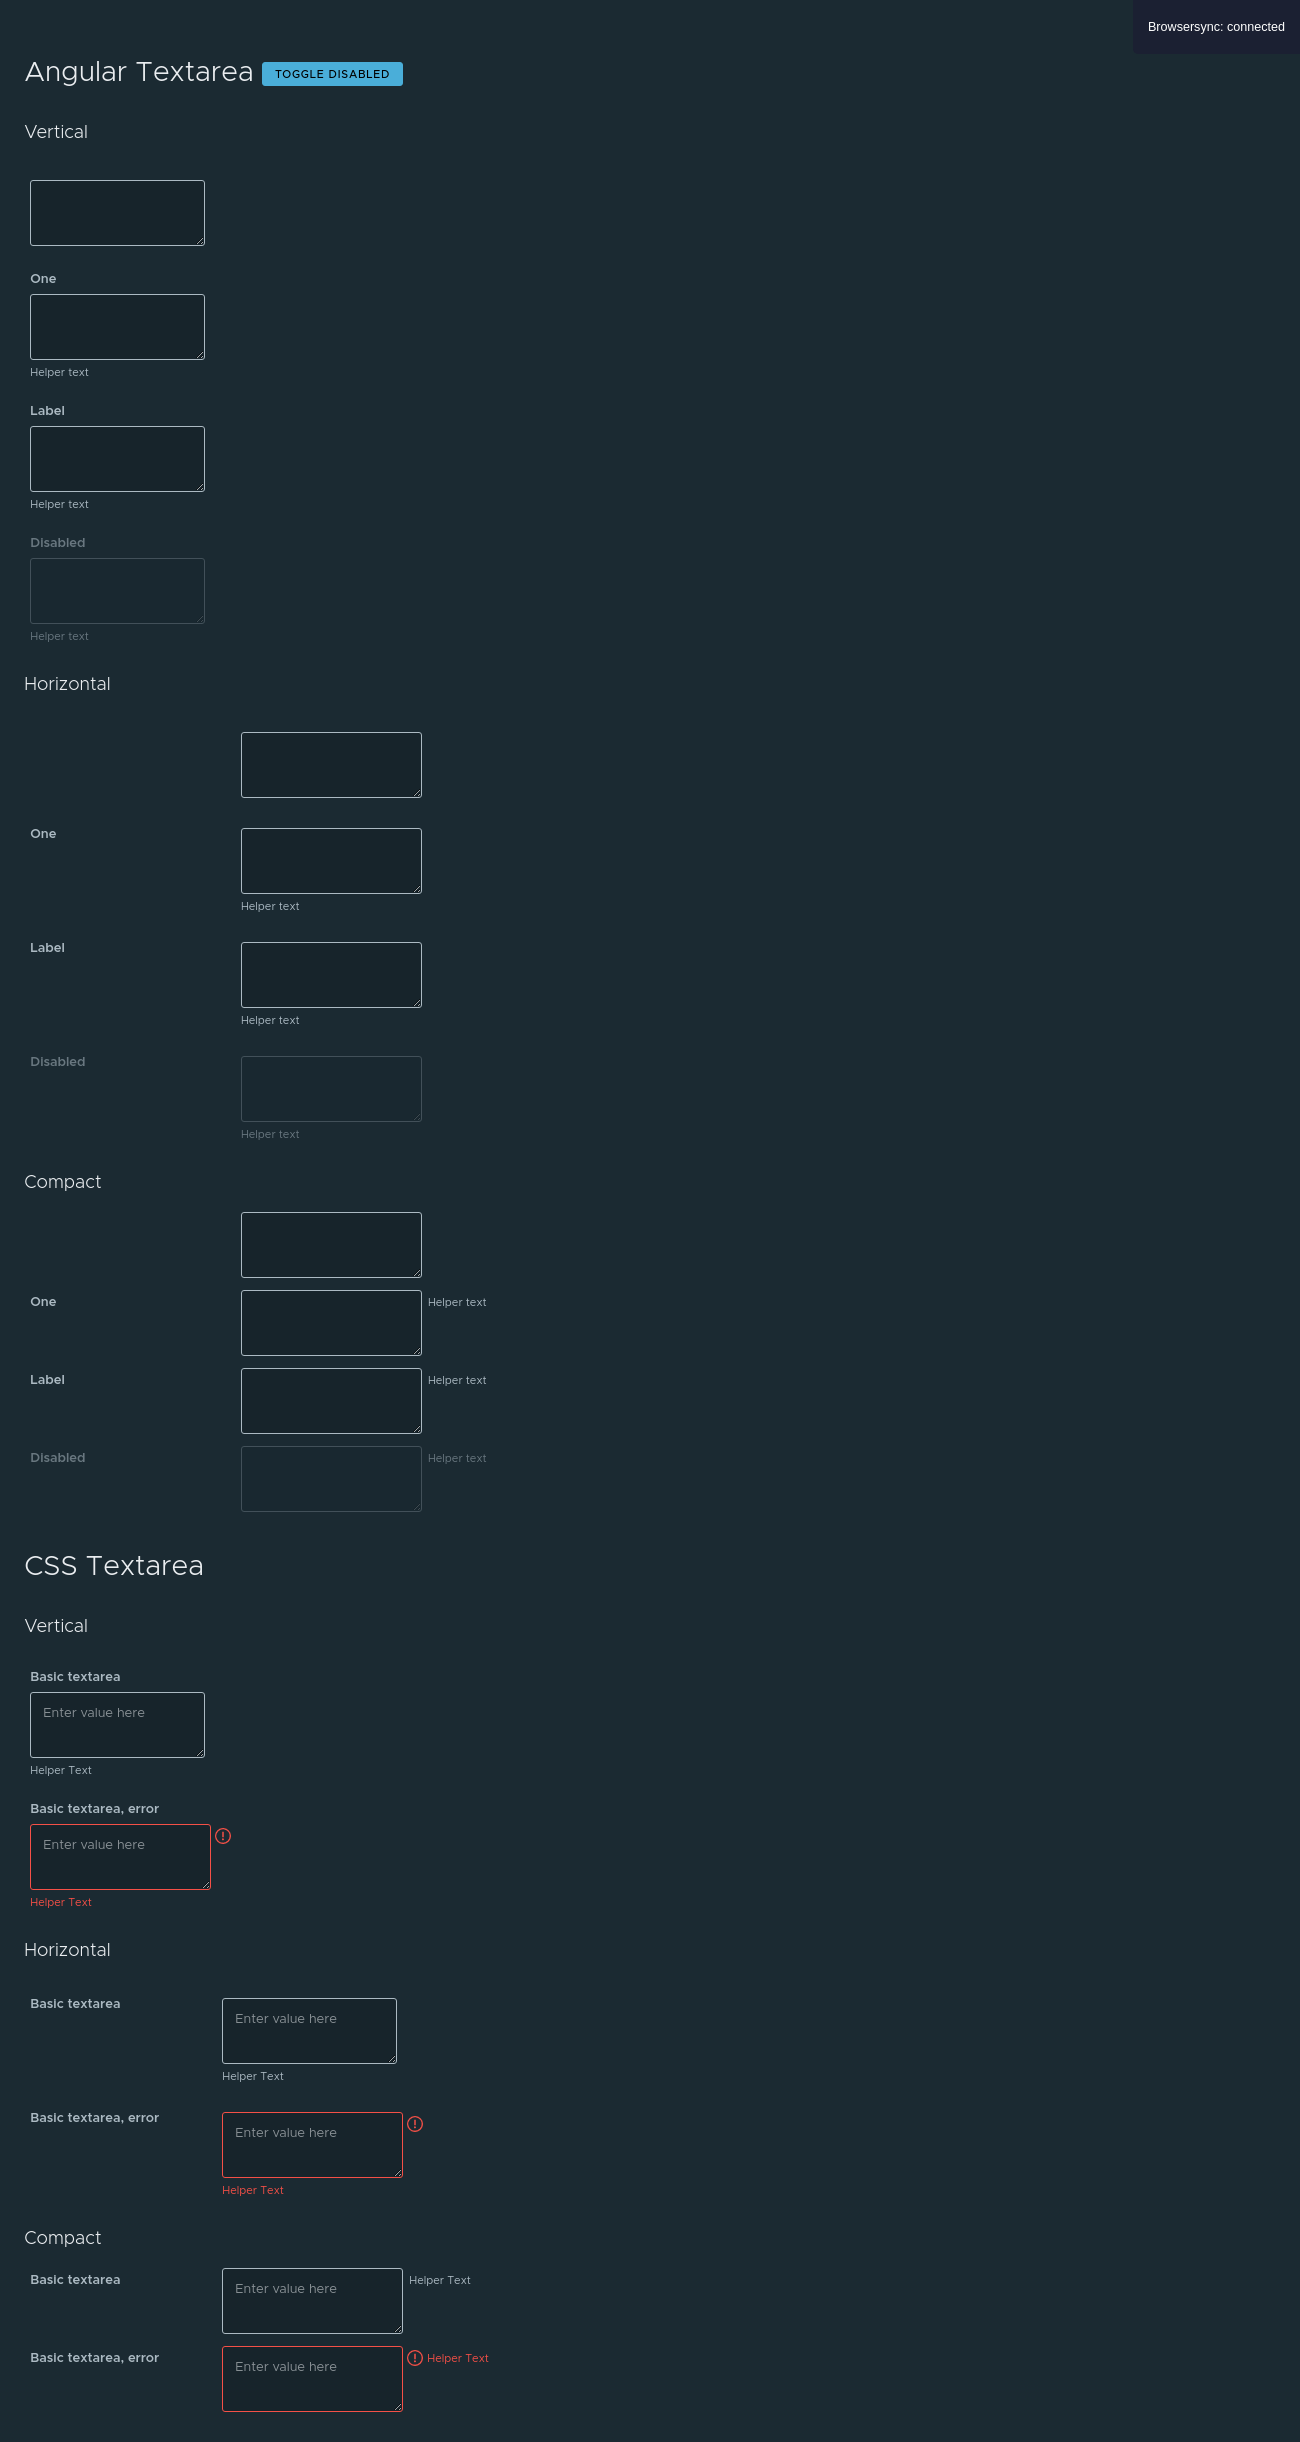 Browsersync: connected
Angular Textarea TOGGLE DISABLED
Vertical
One
Helper text
Label
Helper text
Disabled
Helper text
Horizontal
One
Helper text
Label
Helper text
Disabled
Helper text
Compact
One Helper text
Label Helper text
Disabled Helper text
CSS Textarea
Vertical
Basic textarea
Enter value here
Helper Text
Basic textarea, error
Enter value here
Helper Text
Horizontal
Basic textarea
Enter value here
Helper Text
Basic textarea, error
Enter value here
Helper Text
Compact
Basic textarea Enter value here Helper Text
Basic textarea, error Enter value here Helper Text